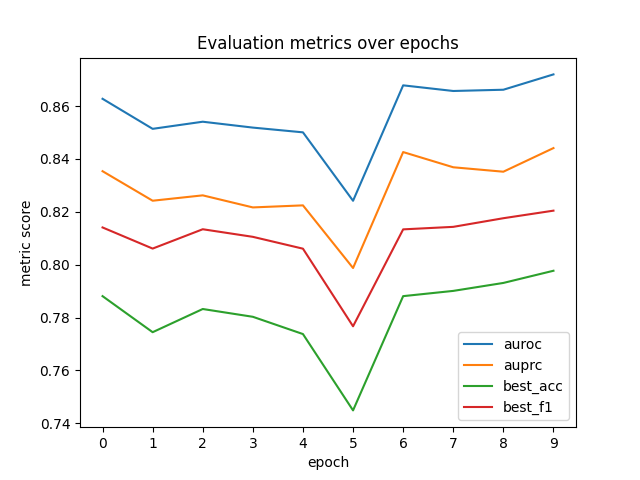 Evaluation metrics over epochs
metric score
0.86
0.84
0.82
0.80
0.78
0.76
0.74
auroc
auprc
best_acc
best_f1
0 1 2 3 4 5 6 7 8 9
epoch